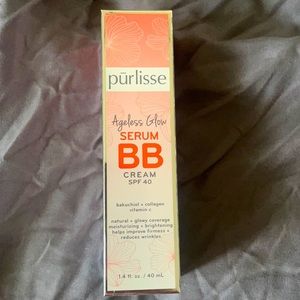 pūrlisse
Ageless Glow
SERUM
BB
CREAM
SPF 40
bakuchiol + collagen
vitamin c
natural + glowy coverage
moisturizing + brightening
helps improve firmness +
reduces wrinkles
1.4 fl. oz. / 40 mL